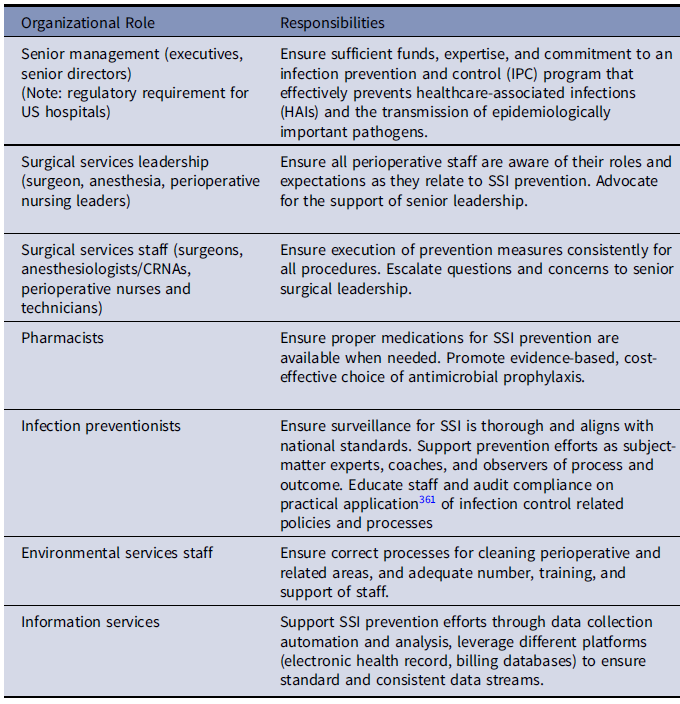 Organizational Role Responsibilities
Senior management (executives, senior directors)
(Note: regulatory requirement for US hospitals)
Ensure sufficient funds, expertise, and commitment to an
infection prevention and control (IPC) program that
effectively prevents healthcare-associated infections
(HAIs) and the transmission of epidemiologically
important pathogens.
Surgical services leadership
(surgeon, anesthesia, perioperative
nursing leaders)
Ensure all perioperative staff are aware of their roles and
expectations as they relate to SSI prevention. Advocate
for the support of senior leadership.
Surgical services staff (surgeons,
anesthesiologists/CRNAs,
perioperative nurses and
technicians)
Ensure execution of prevention measures consistently for
all procedures. Escalate questions and concerns to senior
surgical leadership.
Pharmacists
Ensure proper medications for SSI prevention are
available when needed. Promote evidence-based, cost-
effective choice of antimicrobial prophylaxis.
Infection preventionists
Ensure surveillance for SSI is thorough and aligns with
national standards. Support prevention efforts as subject-
matter experts, coaches, and observers of process and
outcome. Educate staff and audit compliance on
practical application361 of infection control related
policies and processes
Environmental services staff
Ensure correct processes for cleaning perioperative and
related areas, and adequate number, training, and
support of staff.
Information services
Support SSI prevention efforts through data collection
automation and analysis, leverage different platforms
(electronic health record, billing databases) to ensure
standard and consistent data streams.